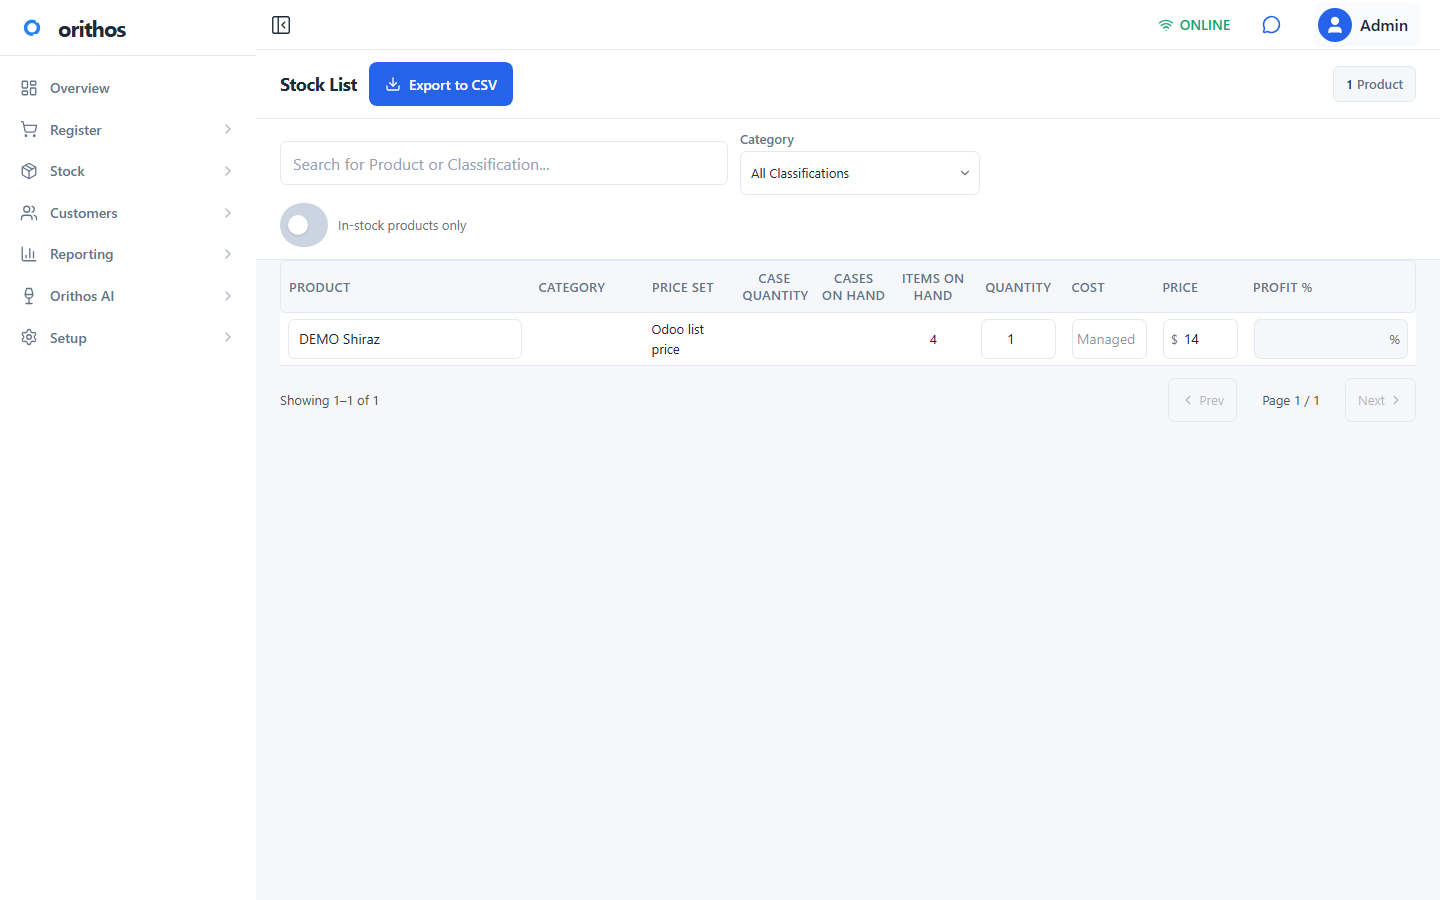 orithos
ONLINE
Admin
Overview
Register
Stock
Customers
Reporting
Orithos AI
Setup
Stock List
Export to CSV
1 Product
Search for Product or Classification...
Category
All Classifications
In-stock products only
PRODUCT CATEGORY PRICE SET CASE QUANTITY CASES ON HAND ITEMS ON HAND QUANTITY COST PRICE PROFIT %
DEMO Shiraz Odoo list price 4 1 Managed $ 14 %
Showing 1–1 of 1
Prev Page 1 / 1 Next